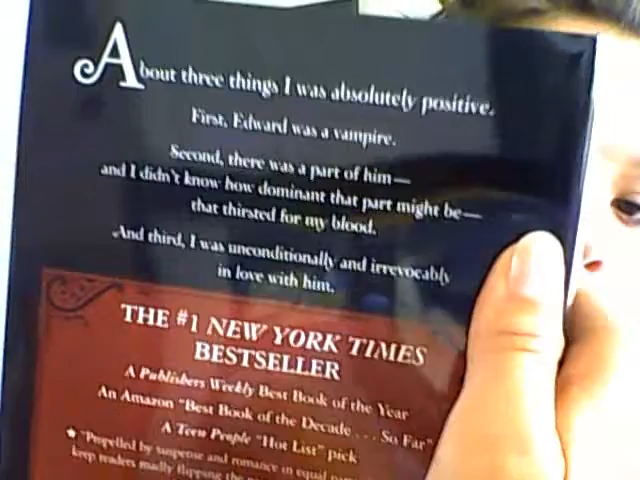 About three things I was absolutely positive.
First, Edward was a vampire.
Second, there was a part of him—
and I didn't know how dominant that part might be—
that thirsted for my blood.
And third, I was unconditionally and irrevocably
in love with him.
THE #1 NEW YORK TIMES
BESTSELLER
A Publishers Weekly Best Book of the Year
An Amazon "Best Book of the Decade . . . So Far"
A Teen People "Hot List" pick
★ "Propelled by suspense and romance in equal
keep readers madly flipping the